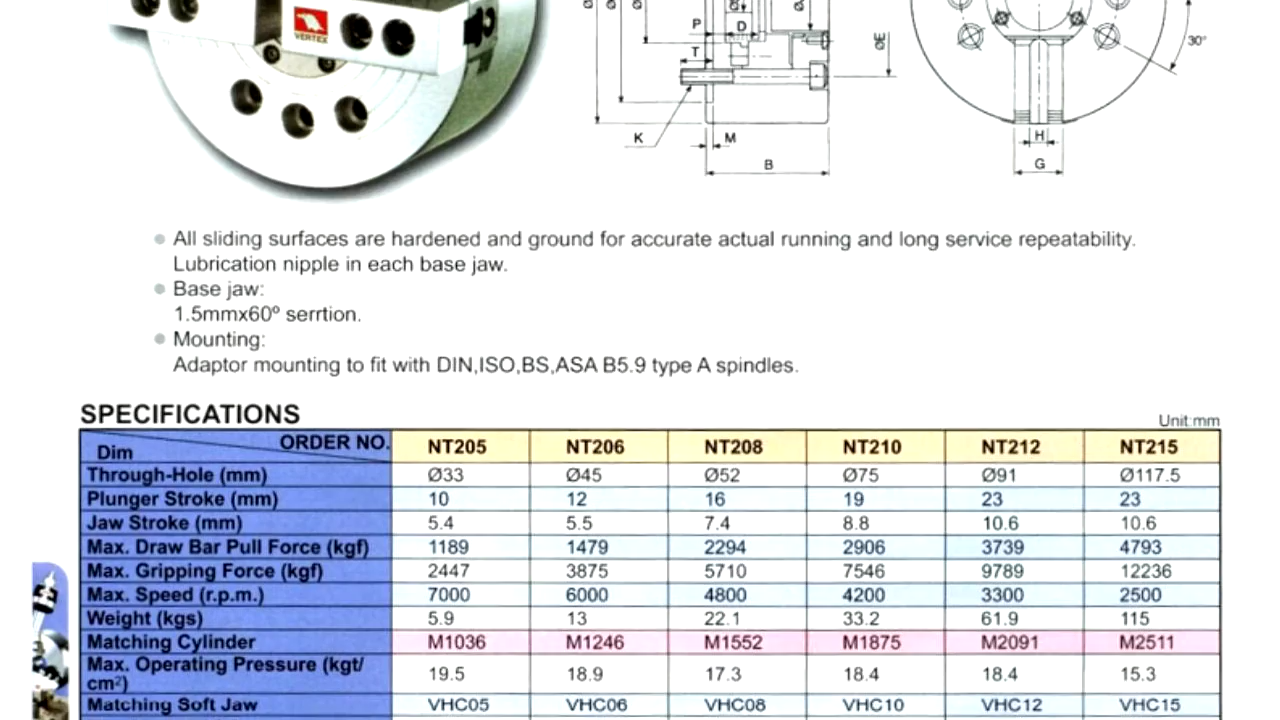 VERTEX
P
D
T
ØE
30°
K
M
H
B
G
All sliding surfaces are hardened and ground for accurate actual running and long service repeatability.
Lubrication nipple in each base jaw.
Base jaw:
1.5mmx60º serrtion.
Mounting:
Adaptor mounting to fit with DIN,ISO,BS,ASA B5.9 type A spindles.
SPECIFICATIONS
Unit:mm
Dim ORDER NO. NT205 NT206 NT208 NT210 NT212 NT215
Through-Hole (mm) Ø33 Ø45 Ø52 Ø75 Ø91 Ø117.5
Plunger Stroke (mm) 10 12 16 19 23 23
Jaw Stroke (mm) 5.4 5.5 7.4 8.8 10.6 10.6
Max. Draw Bar Pull Force (kgf) 1189 1479 2294 2906 3739 4793
Max. Gripping Force (kgf) 2447 3875 5710 7546 9789 12236
Max. Speed (r.p.m.) 7000 6000 4800 4200 3300 2500
Weight (kgs) 5.9 13 22.1 33.2 61.9 115
Matching Cylinder M1036 M1246 M1552 M1875 M2091 M2511
Max. Operating Pressure (kgt/
cm²) 19.5 18.9 17.3 18.4 18.4 15.3
Matching Soft Jaw VHC05 VHC06 VHC08 VHC10 VHC12 VHC15